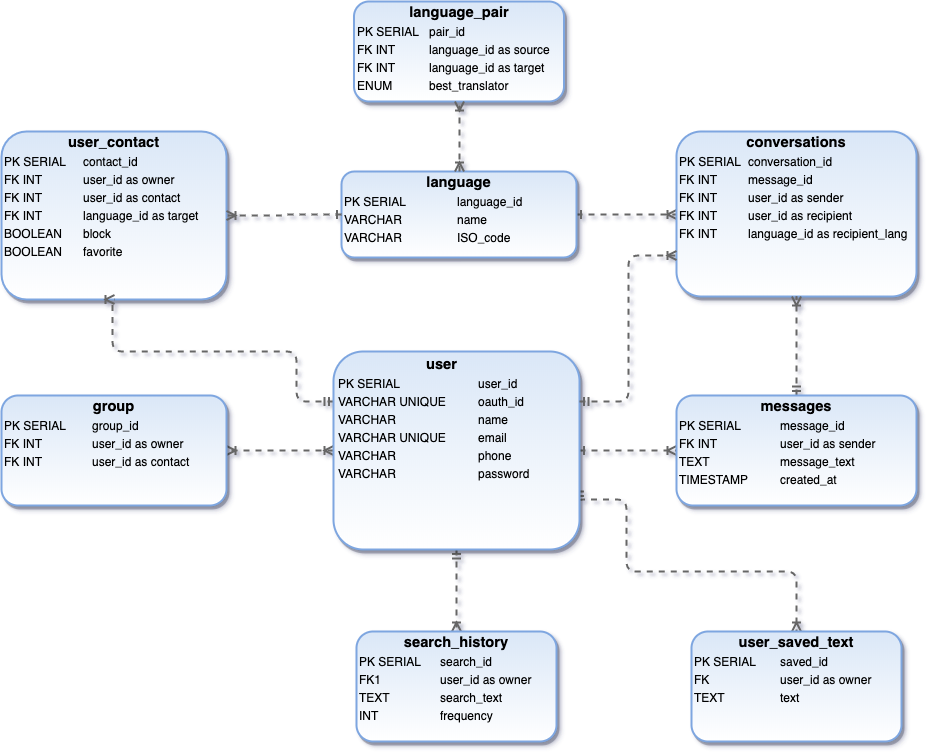 language_pair
PK SERIAL pair_id
FK INT language_id as source
FK INT language_id as target
ENUM best_translator
user_contact
PK SERIAL contact_id
FK INT user_id as owner
FK INT user_id as contact
FK INT language_id as target
BOOLEAN block
BOOLEAN favorite
language
PK SERIAL language_id
VARCHAR name
VARCHAR ISO_code
conversations
PK SERIAL conversation_id
FK INT message_id
FK INT user_id as sender
FK INT user_id as recipient
FK INT language_id as recipient_lang
user
PK SERIAL user_id
VARCHAR UNIQUE oauth_id
VARCHAR name
VARCHAR UNIQUE email
VARCHAR phone
VARCHAR password
group
PK SERIAL group_id
FK INT user_id as owner
FK INT user_id as contact
messages
PK SERIAL message_id
FK INT user_id as sender
TEXT message_text
TIMESTAMP created_at
search_history
PK SERIAL search_id
FK1 user_id as owner
TEXT search_text
INT frequency
user_saved_text
PK SERIAL saved_id
FK user_id as owner
TEXT text